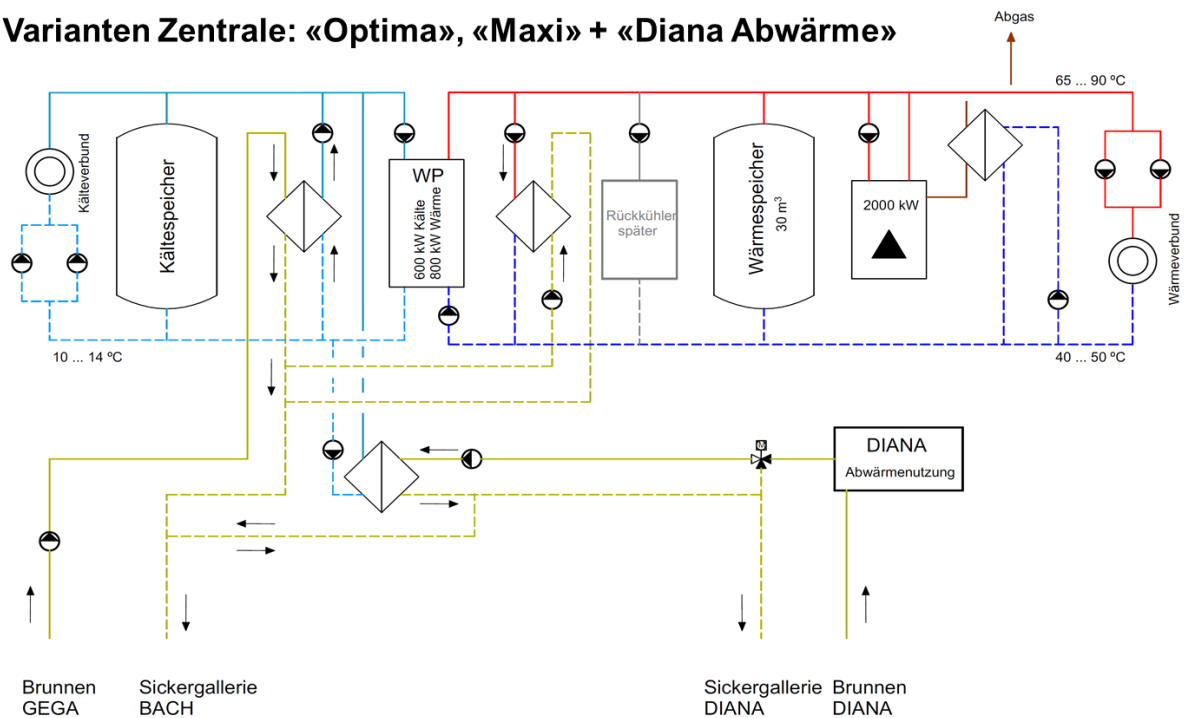 Varianten Zentrale: «Optima», «Maxi» + «Diana Abwärme»
Abgas
65 ... 90 ºC
Kälteverbund
Kältespeicher
WP
600 kW Kälte
800 kW Wärme
Rückkühler
später
Wärmespeicher
30 m³
2000 kW
Wärmeverbund
10 ... 14 ºC
40 ... 50 ºC
M
DIANA
Abwärmenutzung
Brunnen
GEGA
Sickergallerie
BACH
Sickergallerie
DIANA
Brunnen
DIANA